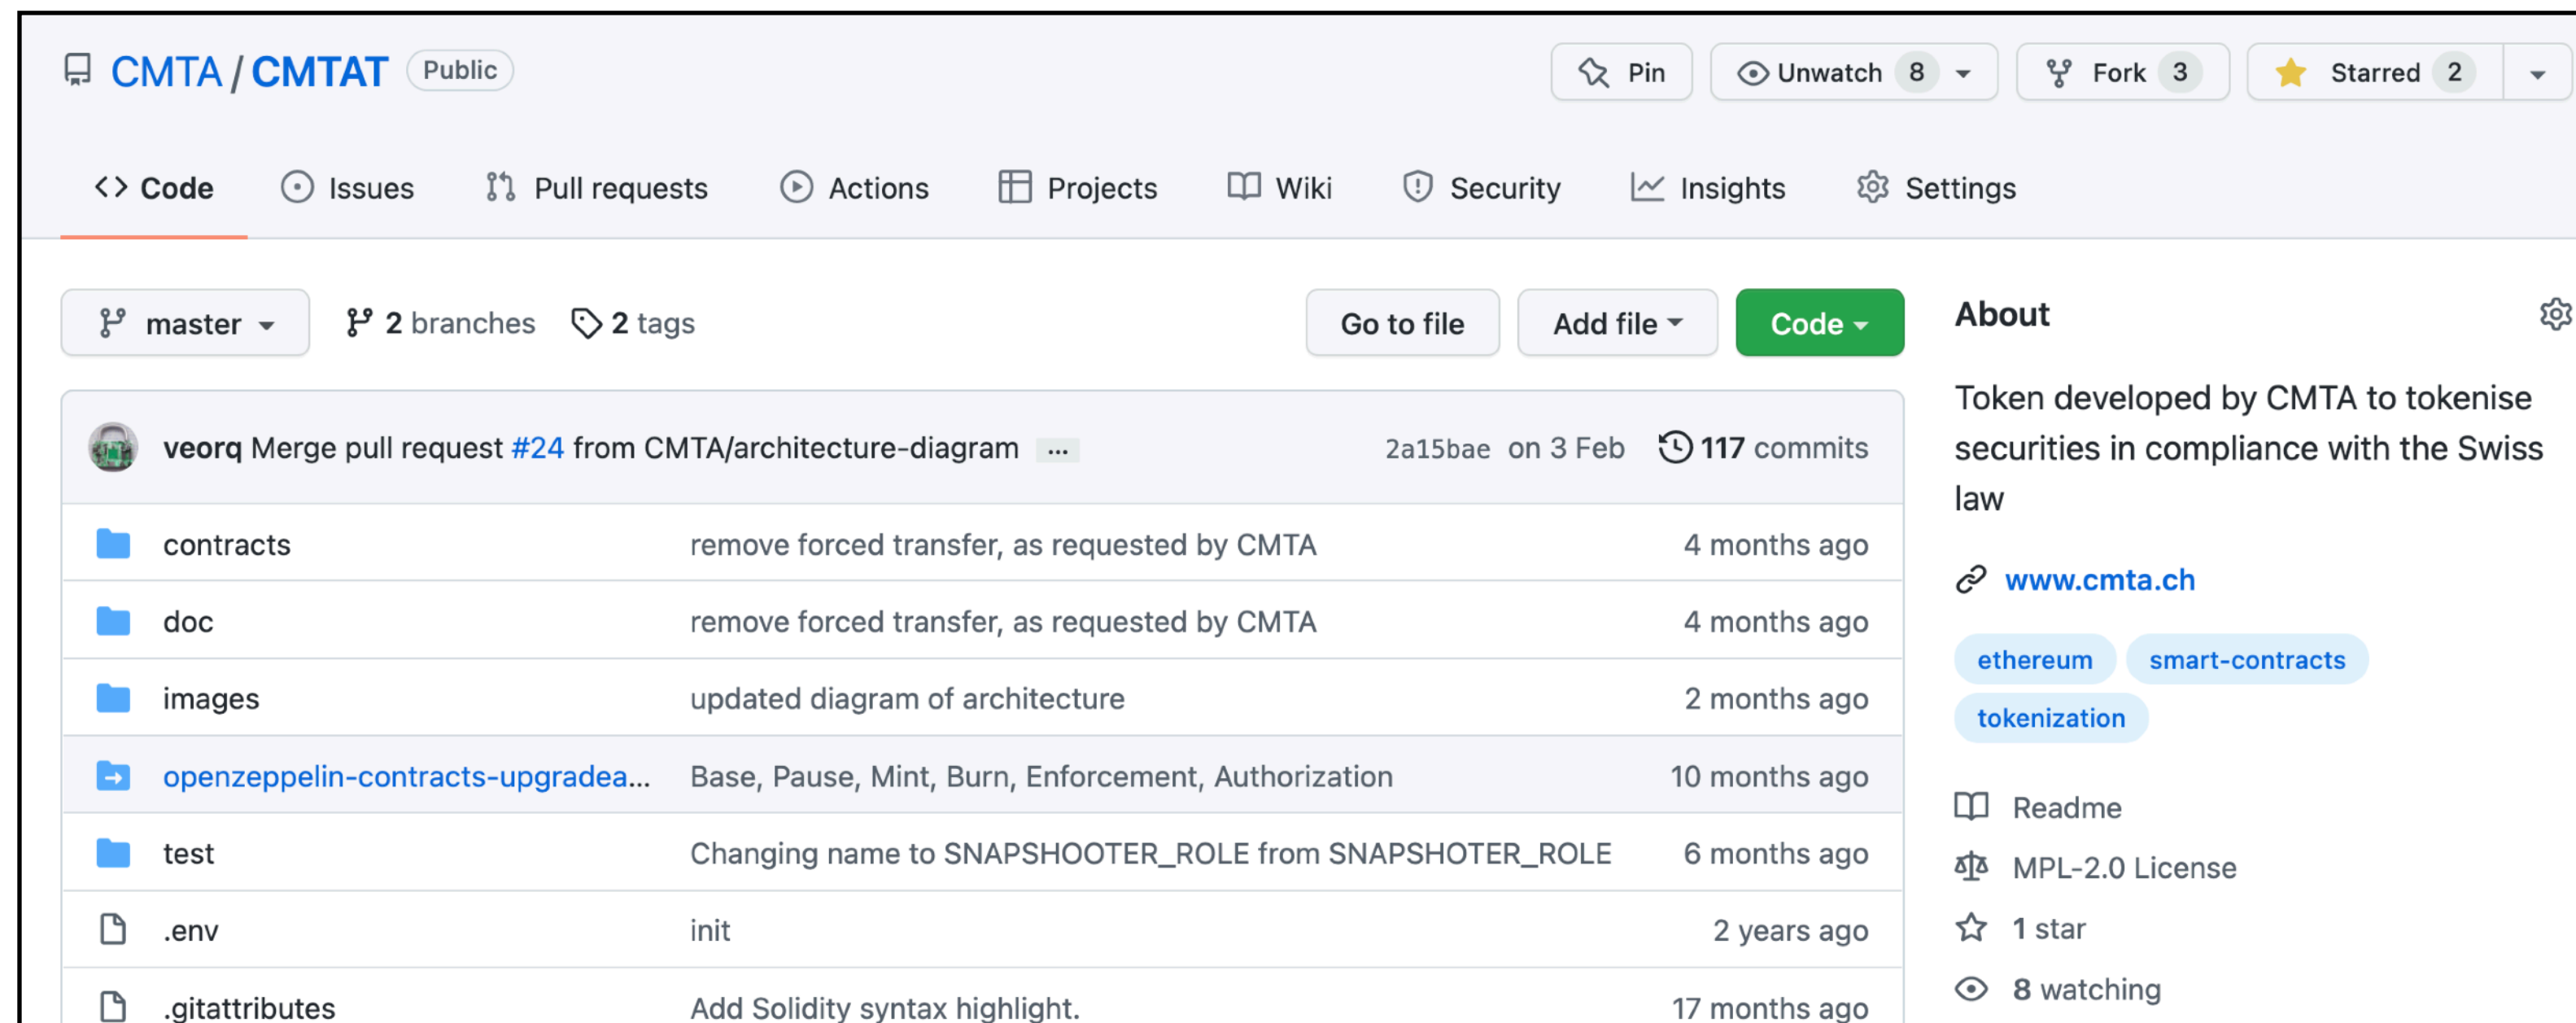 CMTA / CMTAT Public Pin Unwatch 8 Fork 3 Starred 2
Code Issues Pull requests Actions Projects Wiki Security Insights Settings
master 2 branches 2 tags Go to file Add file Code
veorq Merge pull request #24 from CMTA/architecture-diagram ... 2a15bae on 3 Feb 117 commits
contracts remove forced transfer, as requested by CMTA 4 months ago
doc remove forced transfer, as requested by CMTA 4 months ago
images updated diagram of architecture 2 months ago
openzeppelin-contracts-upgradea... Base, Pause, Mint, Burn, Enforcement, Authorization 10 months ago
test Changing name to SNAPSHOOTER_ROLE from SNAPSHOTER_ROLE 6 months ago
.env init 2 years ago
.gitattributes Add Solidity syntax highlight. 17 months ago
About
Token developed by CMTA to tokenise
securities in compliance with the Swiss
law
www.cmta.ch
ethereum smart-contracts
tokenization
Readme
MPL-2.0 License
1 star
8 watching